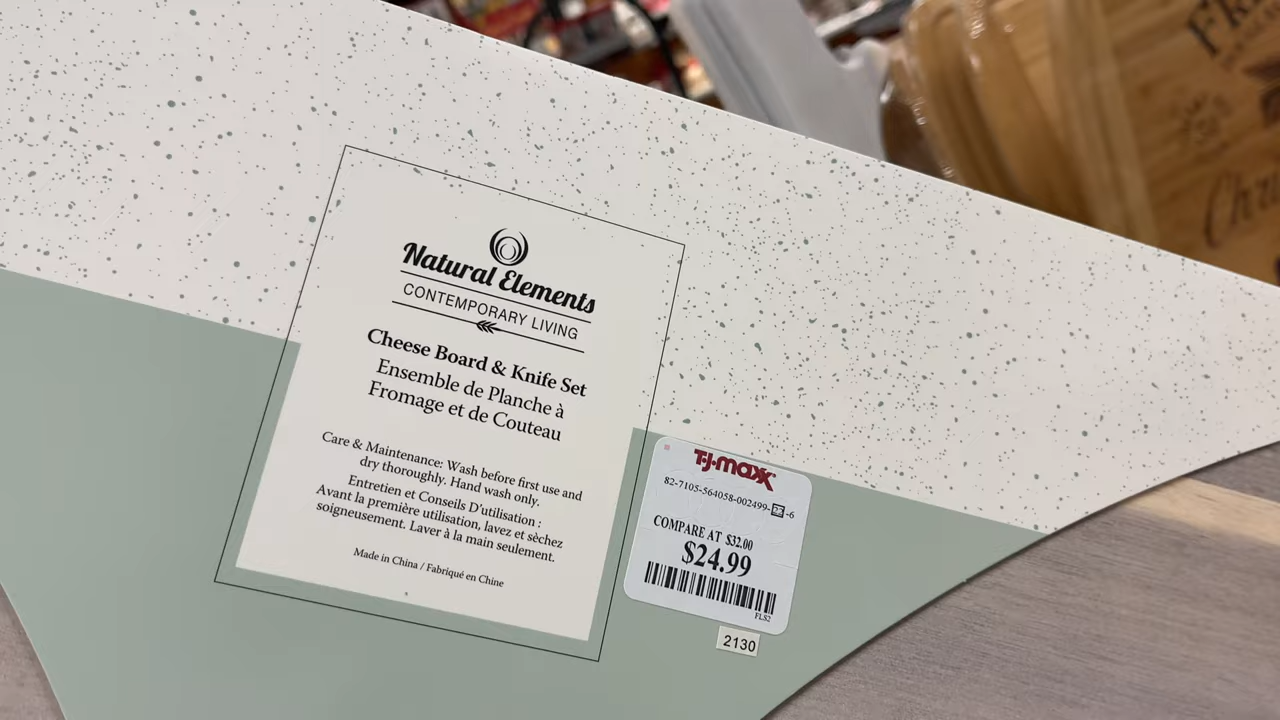 Natural Elements
CONTEMPORARY LIVING
Cheese Board & Knife Set
Ensemble de Planche à
Fromage et de Couteau
Care & Maintenance: Wash before first use and
dry thoroughly. Hand wash only.
Entretien et Conseils D'utilisation :
Avant la première utilisation, lavez et sèchez
soigneusement. Laver à la main seulement.
Made in China / Fabriqué en Chine
T·J·maxx
82-7105-564058-002499-23-6
COMPARE AT $32.00
$24.99
FLS2
2130